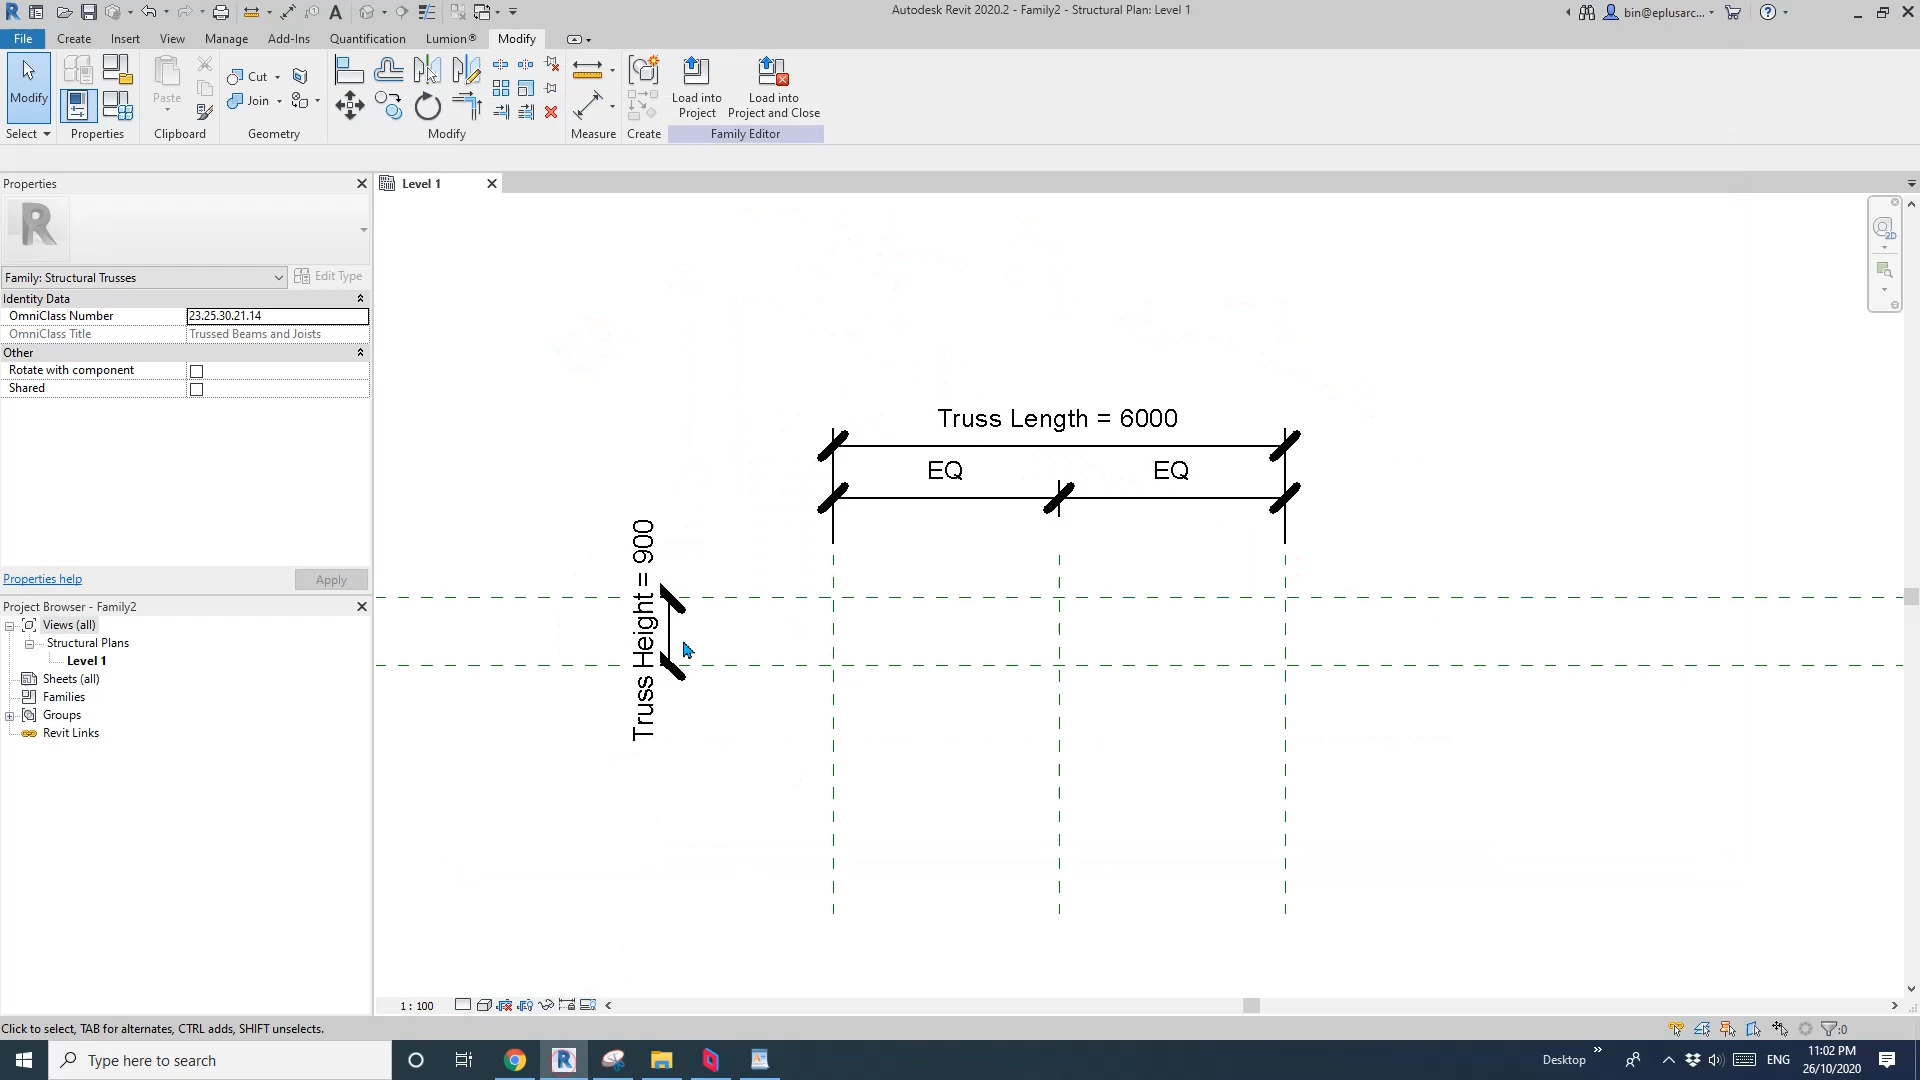 Autodesk Revit 2020.2 - Family2 - Structural Plan: Level 1
bin@eplusarc...
File Create Insert View Manage Add-Ins Quantification Lumion® Modify
Modify
Paste
Cut
Join
Load into Project
Load into Project and Close
Select Properties Clipboard Geometry Modify Measure Create Family Editor
Properties
Level 1
R
Family: Structural Trusses
Edit Type
Identity Data
OmniClass Number 23.25.30.21.14
OmniClass Title Trussed Beams and Joists
Other
Rotate with component
Shared
Properties help
Apply
Project Browser - Family2
Views (all)
Structural Plans
Level 1
Sheets (all)
Families
Groups
Revit Links
Truss Length = 6000
EQ EQ
Truss Height = 900
2D
1 : 100
Click to select, TAB for alternates, CTRL adds, SHIFT unselects.
:0
Type here to search
Desktop
ENG
11:02 PM
26/10/2020